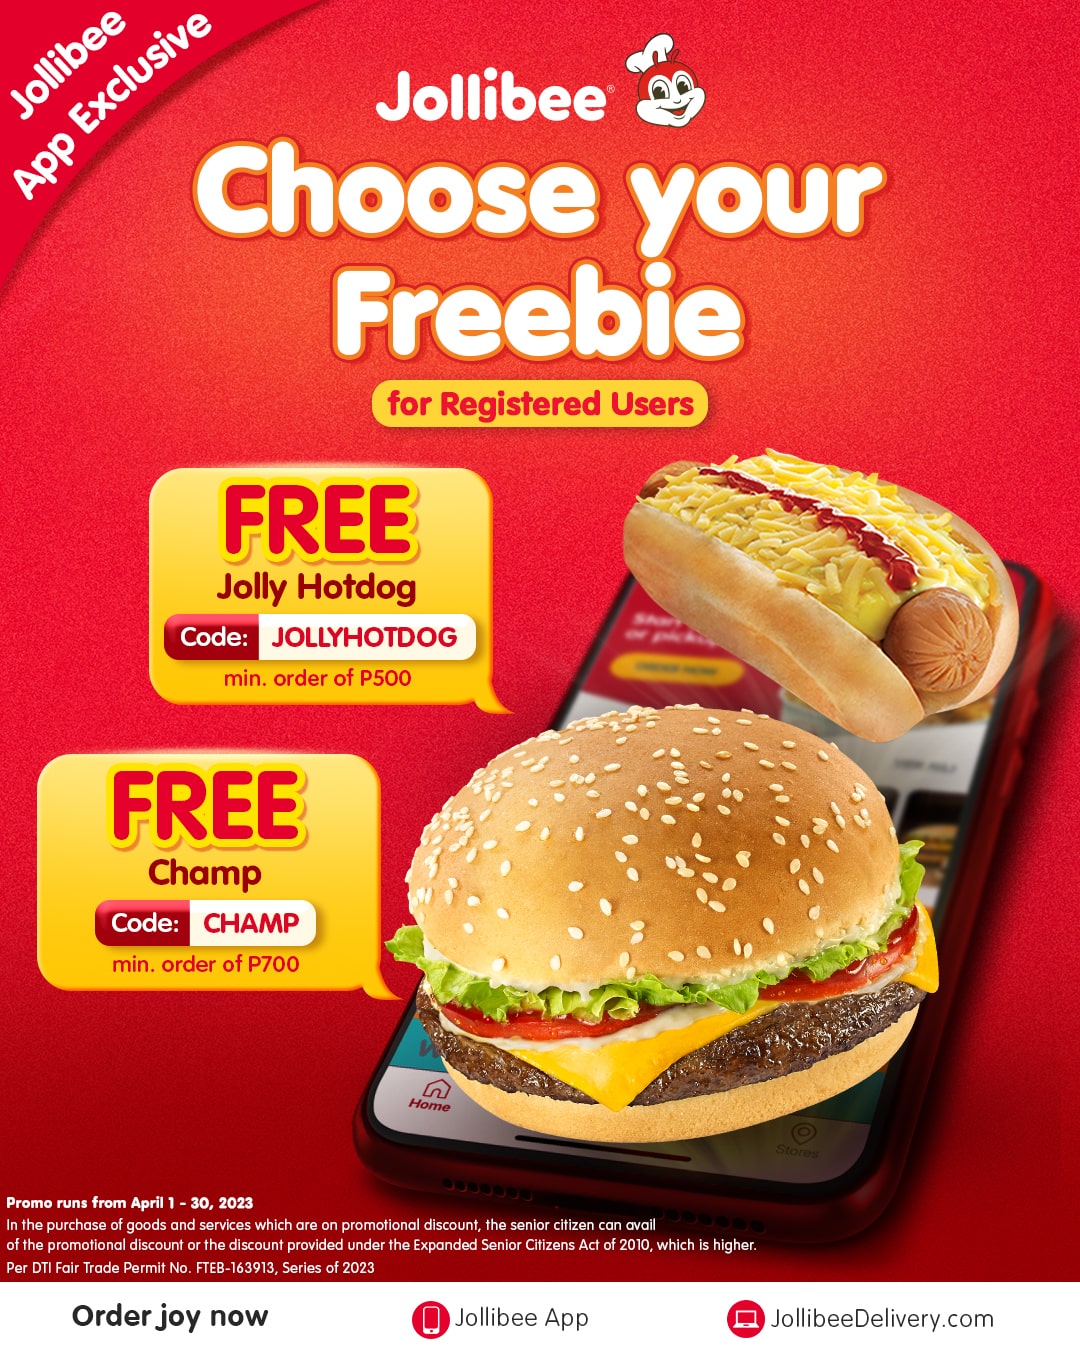 Jollibee
App Exclusive
Jollibee®
Choose your
Freebie
for Registered Users
FREE
Jolly Hotdog
Code: JOLLYHOTDOG
min. order of P500
FREE
Champ
Code: CHAMP
min. order of P700
ORDER NOW
Home
Stores
Promo runs from April 1 - 30, 2023
In the purchase of goods and services which are on promotional discount, the senior citizen can avail
of the promotional discount or the discount provided under the Expanded Senior Citizens Act of 2010, which is higher.
Per DTI Fair Trade Permit No. FTEB-163913, Series of 2023
Order joy now
Jollibee App
JollibeeDelivery.com